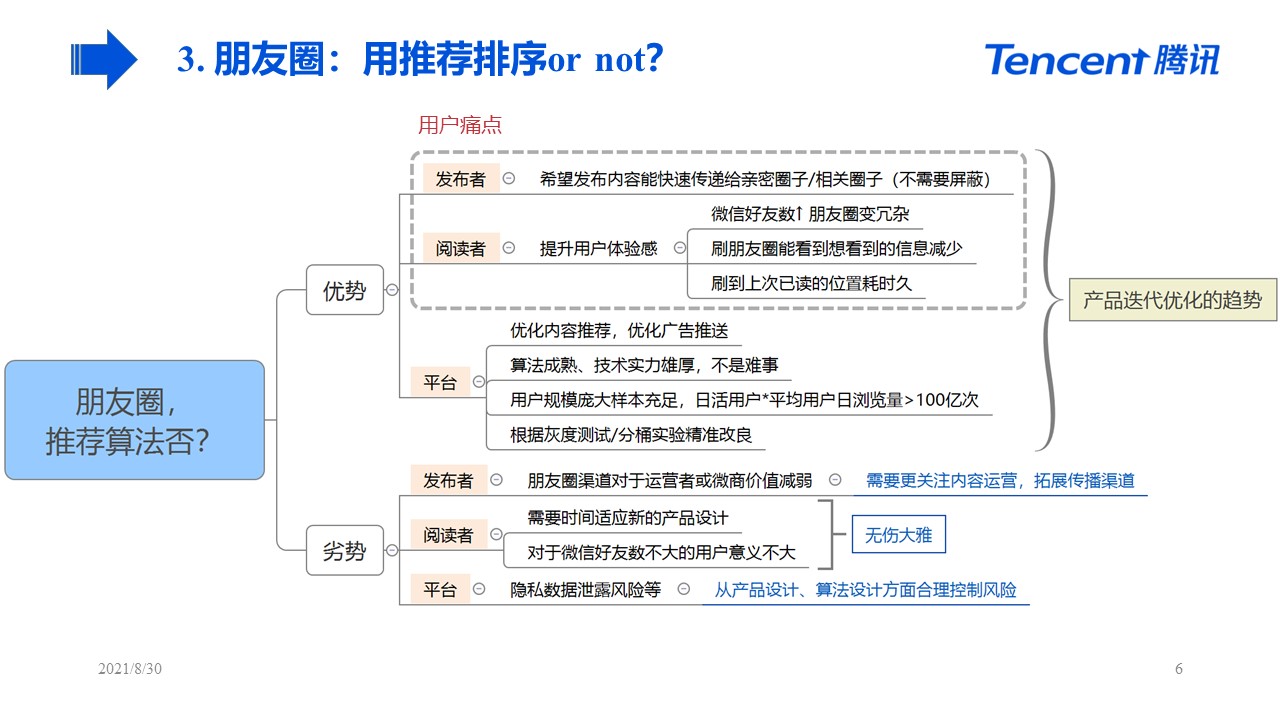 3. 朋友圈：用推荐排序or not？
Tencent 腾讯
用户痛点
发布者
希望发布内容能快速传递给亲密圈子/相关圈子（不需要屏蔽）
阅读者
提升用户体验感
微信好友数↑ 朋友圈变冗杂
刷朋友圈能看到想看到的信息减少
刷到上次已读的位置耗时久
优势
平台
优化内容推荐，优化广告推送
算法成熟、技术实力雄厚，不是难事
用户规模庞大样本充足，日活用户*平均用户日浏览量>100亿次
根据灰度测试/分桶实验精准改良
产品迭代优化的趋势
朋友圈，
推荐算法否？
劣势
发布者
朋友圈渠道对于运营者或微商价值减弱
需要更关注内容运营，拓展传播渠道
阅读者
需要时间适应新的产品设计
对于微信好友数不大的用户意义不大
无伤大雅
平台
隐私数据泄露风险等
从产品设计、算法设计方面合理控制风险
2021/8/30
6